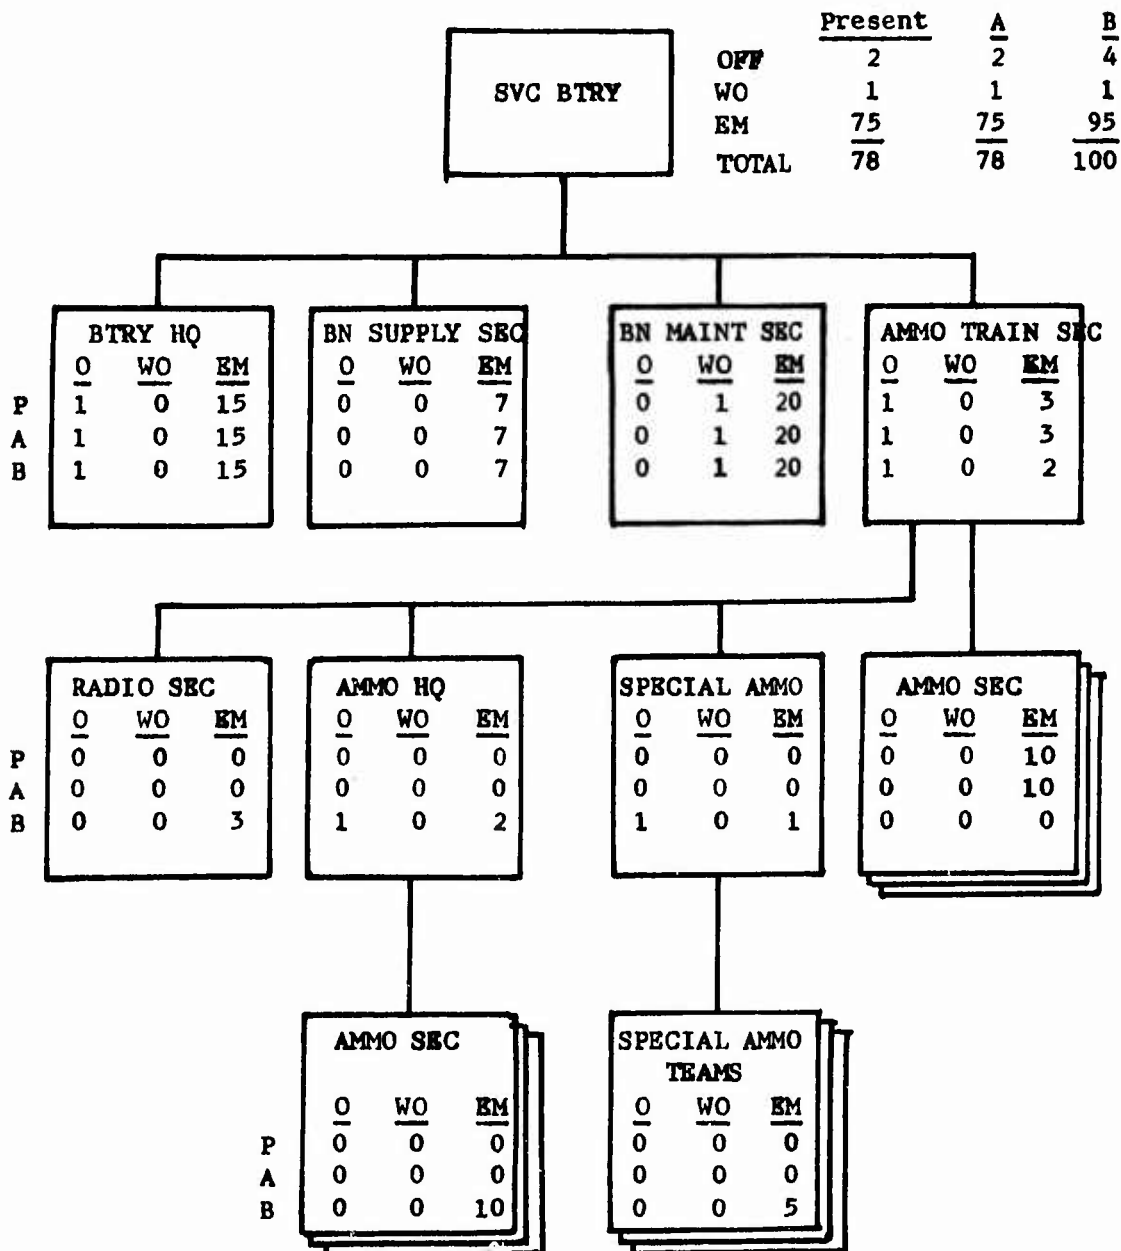 Present A B
SVC BTRY
OFF 2 2 4
WO 1 1 1
EM 75 75 95
TOTAL 78 78 100
BTRY HQ BN SUPPLY SEC BN MAINT SEC AMMO TRAIN SEC
O WO EM O WO EM O WO EM O WO EM
P 1 0 15 0 0 7 0 1 20 1 0 3
A 1 0 15 0 0 7 0 1 20 1 0 3
B 1 0 15 0 0 7 0 1 20 1 0 2
RADIO SEC AMMO HQ SPECIAL AMMO AMMO SEC
O WO EM O WO EM O WO EM O WO EM
P 0 0 0 0 0 0 0 0 0 0 0 10
A 0 0 0 0 0 0 0 0 0 0 0 10
B 0 0 3 1 0 2 1 0 1 0 0 0
AMMO SEC SPECIAL AMMO
TEAMS
O WO EM O WO EM
P 0 0 0 0 0 0
A 0 0 0 0 0 0
B 0 0 10 0 0 5